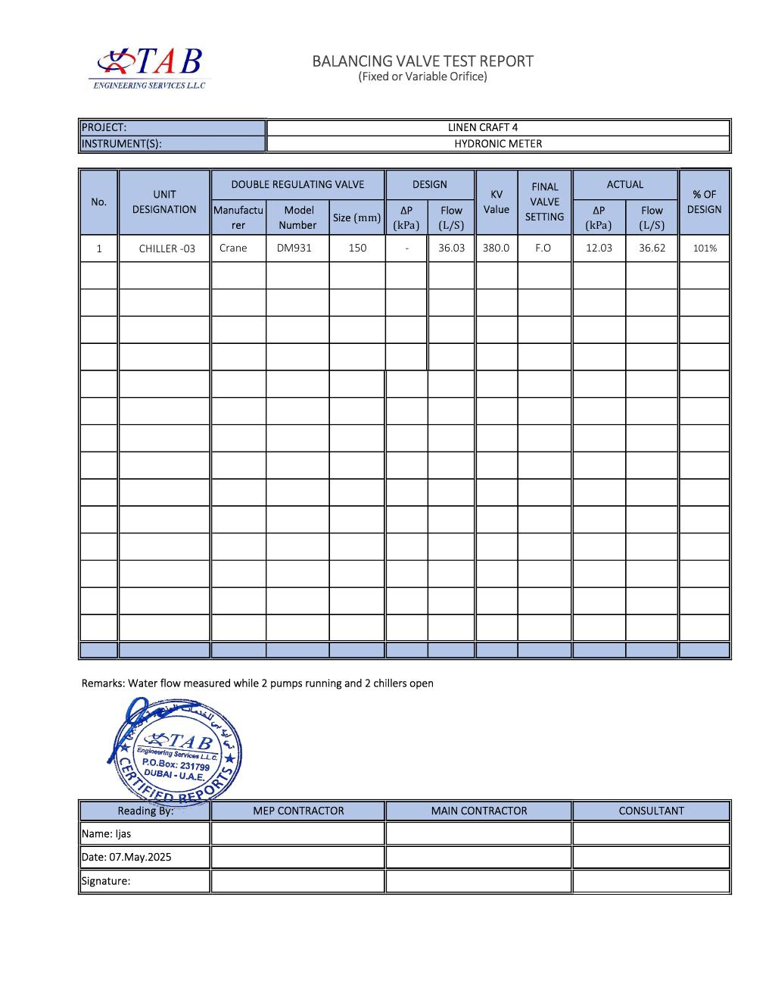 TAB
ENGINEERING SERVICES L.L.C
BALANCING VALVE TEST REPORT
(Fixed or Variable Orifice)
PROJECT: LINEN CRAFT 4
INSTRUMENT(S): HYDRONIC METER
No. UNIT DESIGNATION DOUBLE REGULATING VALVE DESIGN KV Value FINAL VALVE SETTING ACTUAL % OF DESIGN
Manufacturer Model Number Size (mm) ΔP (kPa) Flow (L/S) ΔP (kPa) Flow (L/S)
1 CHILLER -03 Crane DM931 150 - 36.03 380.0 F.O 12.03 36.62 101%
Remarks: Water flow measured while 2 pumps running and 2 chillers open
TAB
Engineering Services L.L.C.
P.O.Box: 231799
DUBAI - U.A.E.
CERTIFIED REPORTS
Reading By: MEP CONTRACTOR MAIN CONTRACTOR CONSULTANT
Name: Ijas
Date: 07.May.2025
Signature: